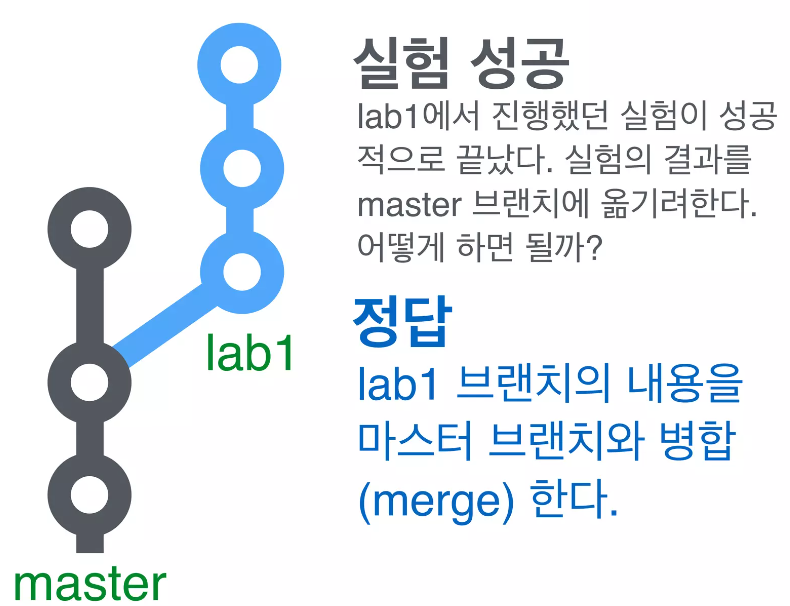 실험 성공
lab1에서 진행했던 실험이 성공
적으로 끝났다. 실험의 결과를
master 브랜치에 옮기려한다.
어떻게 하면 될까?
정답
lab1 브랜치의 내용을
마스터 브랜치와 병합
(merge) 한다.
lab1
master